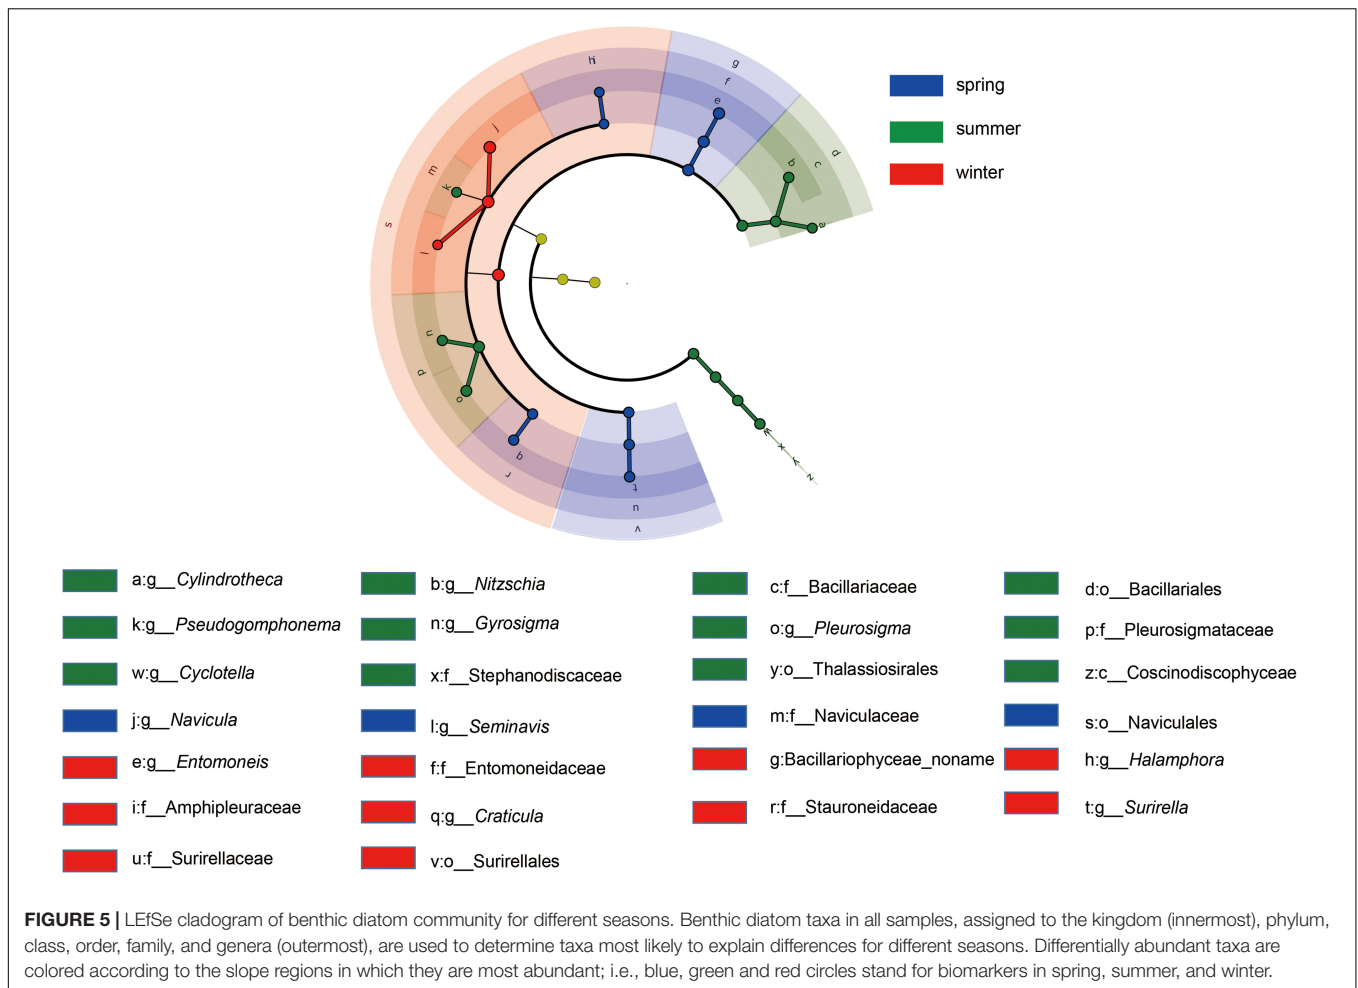 g
hi
f
e
d
c
b
a
j
m
k
s
l
n
p
o
q
r
t
u
v
w
x
y
z
spring
summer
winter
a:g__Cylindrotheca
b:g__Nitzschia
c:f__Bacillariaceae
d:o__Bacillariales
k:g__Pseudogomphonema
n:g__Gyrosigma
o:g__Pleurosigma
p:f__Pleurosigmataceae
w:g__Cyclotella
x:f__Stephanodiscaceae
y:o__Thalassiosirales
z:c__Coscinodiscophyceae
j:g__Navicula
l:g__Seminavis
m:f__Naviculaceae
s:o__Naviculales
e:g__Entomoneis
f:f__Entomoneidaceae
g:Bacillariophyceae_noname
h:g__Halamphora
i:f__Amphipleuraceae
q:g__Craticula
r:f__Stauroneidaceae
t:g__Surirella
u:f__Surirellaceae
v:o__Surirellales
FIGURE 5 | LEfSe cladogram of benthic diatom community for different seasons. Benthic diatom taxa in all samples, assigned to the kingdom (innermost), phylum,
class, order, family, and genera (outermost), are used to determine taxa most likely to explain differences for different seasons. Differentially abundant taxa are
colored according to the slope regions in which they are most abundant; i.e., blue, green and red circles stand for biomarkers in spring, summer, and winter.